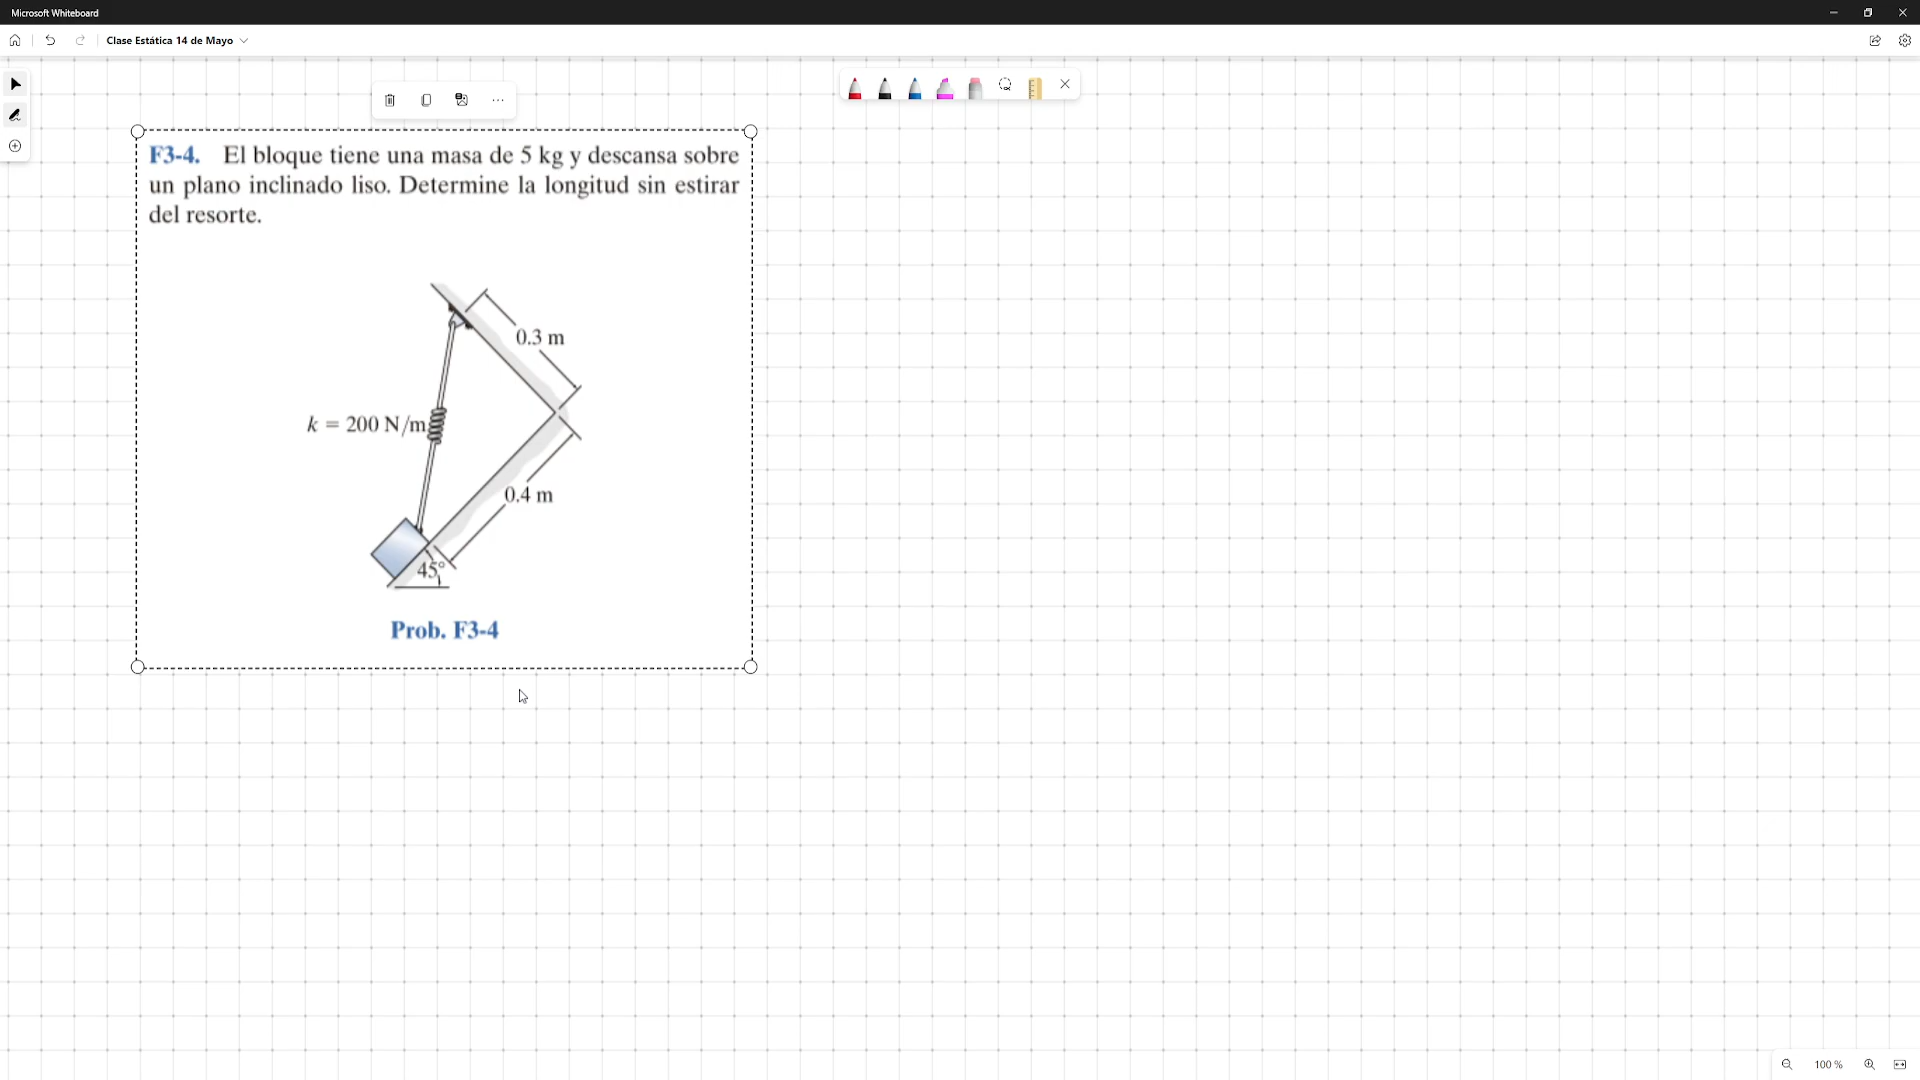 Microsoft Whiteboard
Clase Estática 14 de Mayo
F3-4. El bloque tiene una masa de 5 kg y descansa sobre
un plano inclinado liso. Determine la longitud sin estirar
del resorte.
0.3 m
k = 200 N/m
0.4 m
45°
Prob. F3-4
100 %